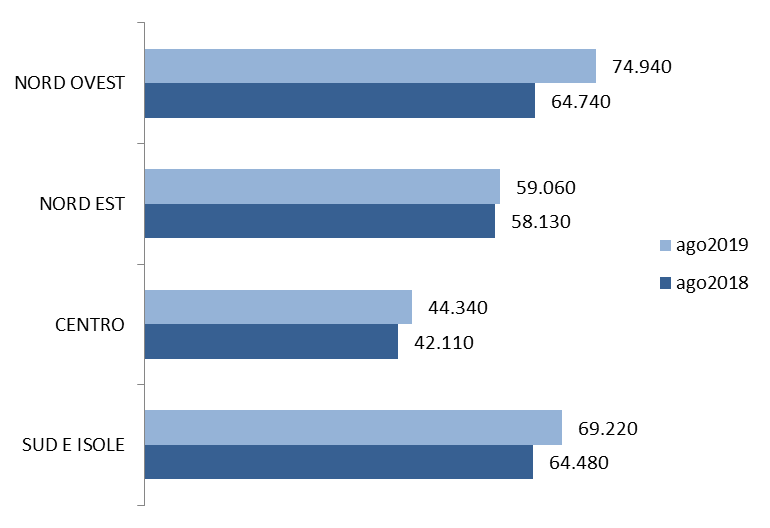 NORD OVEST
74.940
64.740
NORD EST
59.060
58.130
CENTRO
44.340
42.110
SUD E ISOLE
69.220
64.480
ago2019
ago2018